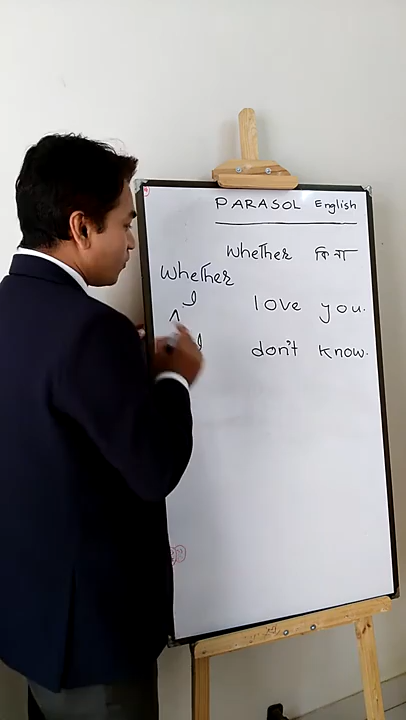 PARASOL English
Whether কি না
Whether
I love you.
^
I don't know.